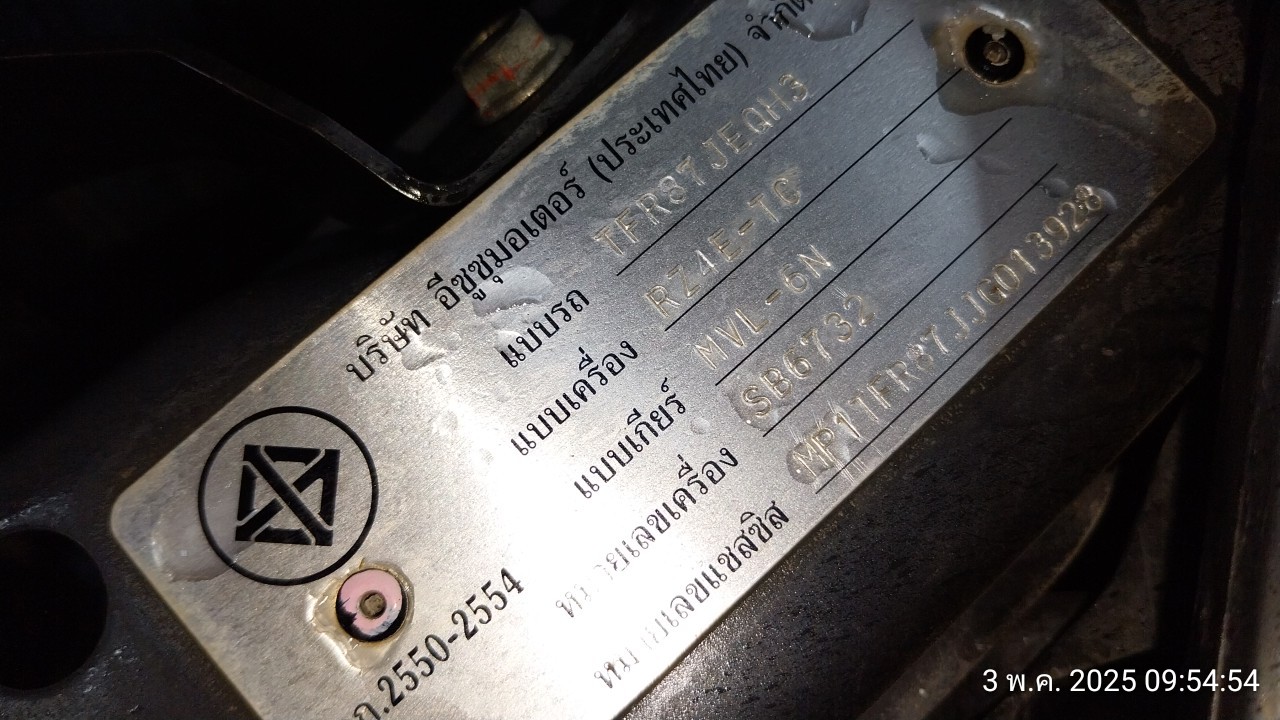 บริษัท อีซูซุมอเตอร์ (ประเทศไทย) จำกัด
แบบรถ TFR87JEQH3
แบบเครื่อง RZ4E-TC
แบบเกียร์ MVL-6N
หมายเลขเครื่อง SB6732
หมายเลขแชสซิส MP1TFR87JJG013928
ก.2550-2554
3 พ.ค. 2025 09:54:54